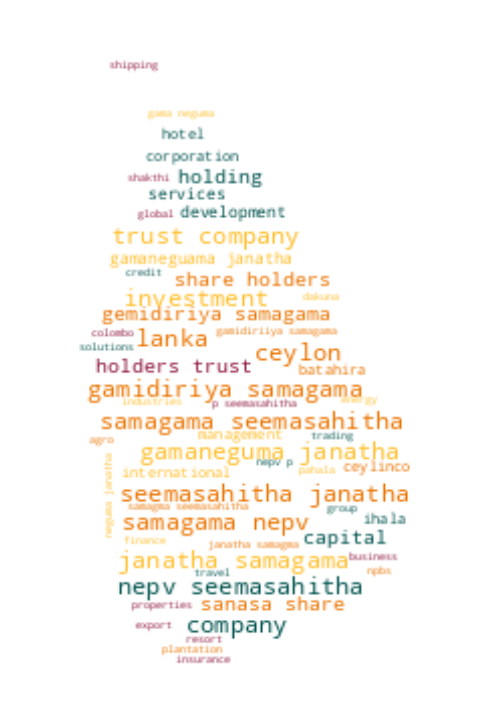 shipping
gama neguma
hotel
corporation
shakthi holding
services
global development
trust company
gamaneguama janatha
credit
share holders
investment dakuna
gemidiriya samagama
colombo lanka gamidiriiya samagama
solutions ceylon
holders trust batahira
gamidiriya samagama
industries p seemasahitha energy
samagama seemasahitha
agro management trading
gamaneguma janatha
nepv p
international pahala ceylinco
neguma janatha
seemasahitha janatha
samagma seemasahitha group
samagama nepv ihala
finance janatha samagma capital
janatha samagama business
travel npbs
nepv seemasahitha
properties sanasa share
export company
resort
plantation
insurance